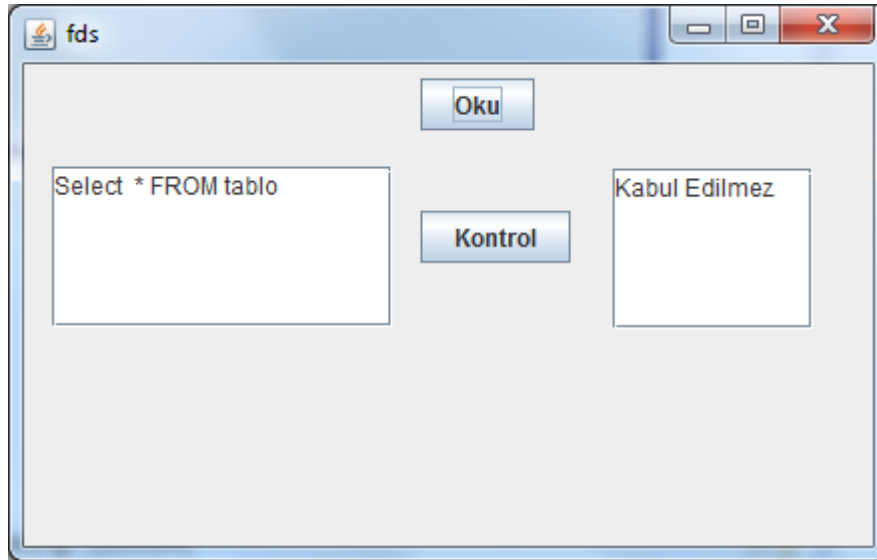 fds
Oku
Select * FROM tablo
Kontrol
Kabul Edilmez